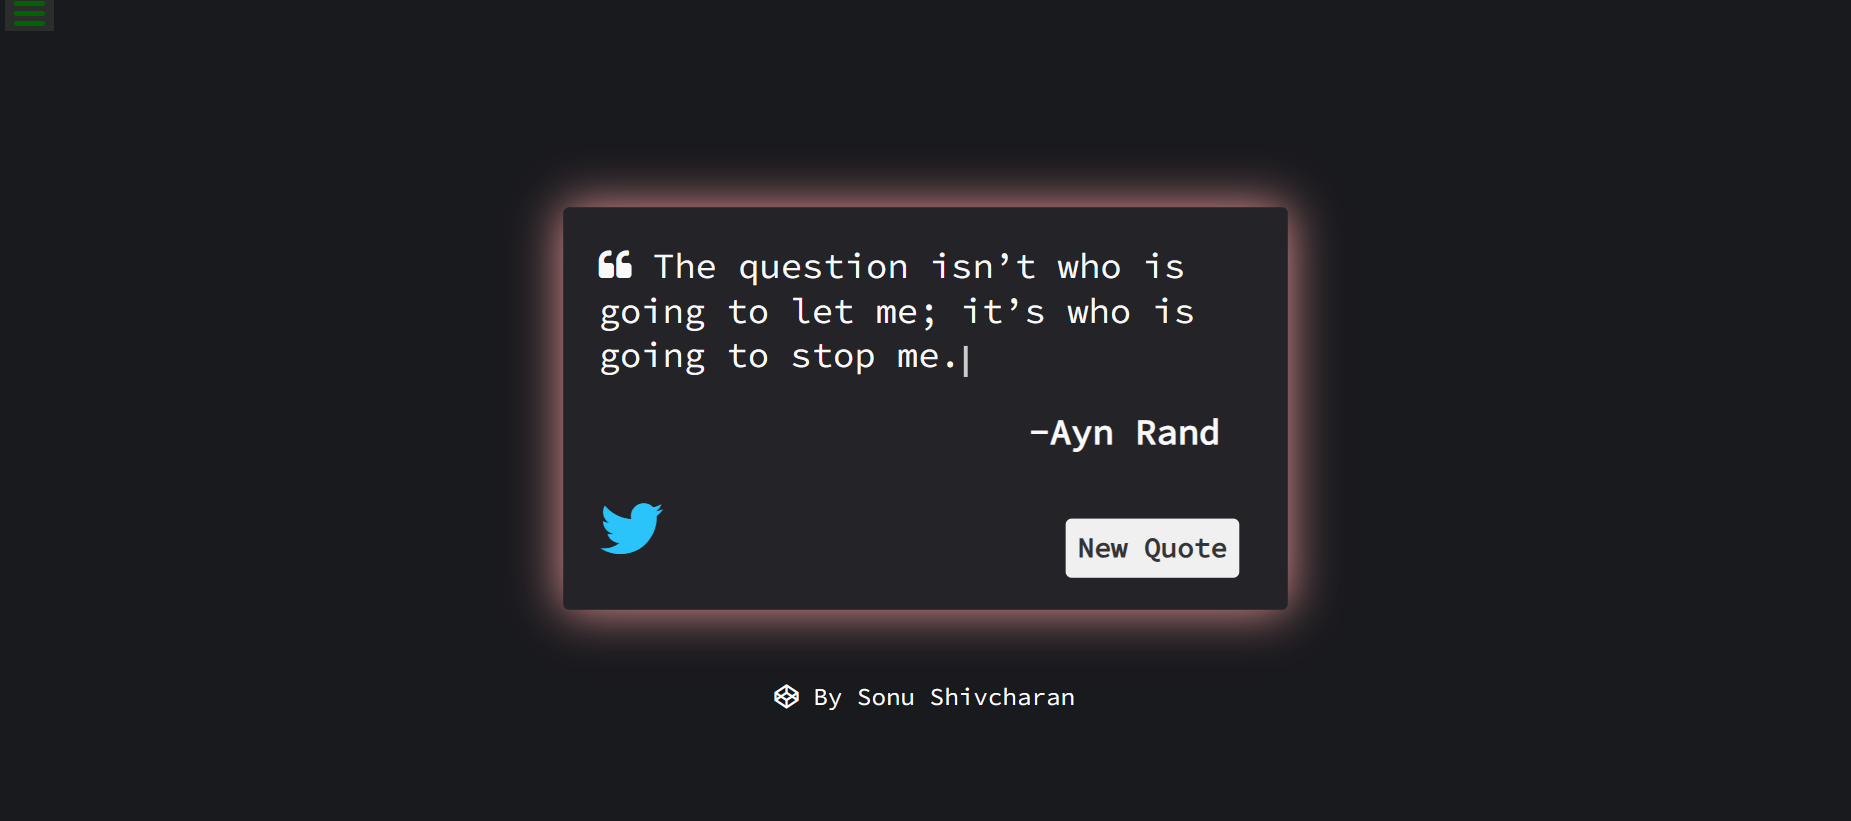 ❝ The question isn’t who is
going to let me; it’s who is
going to stop me.
-Ayn Rand
New Quote
By Sonu Shivcharan